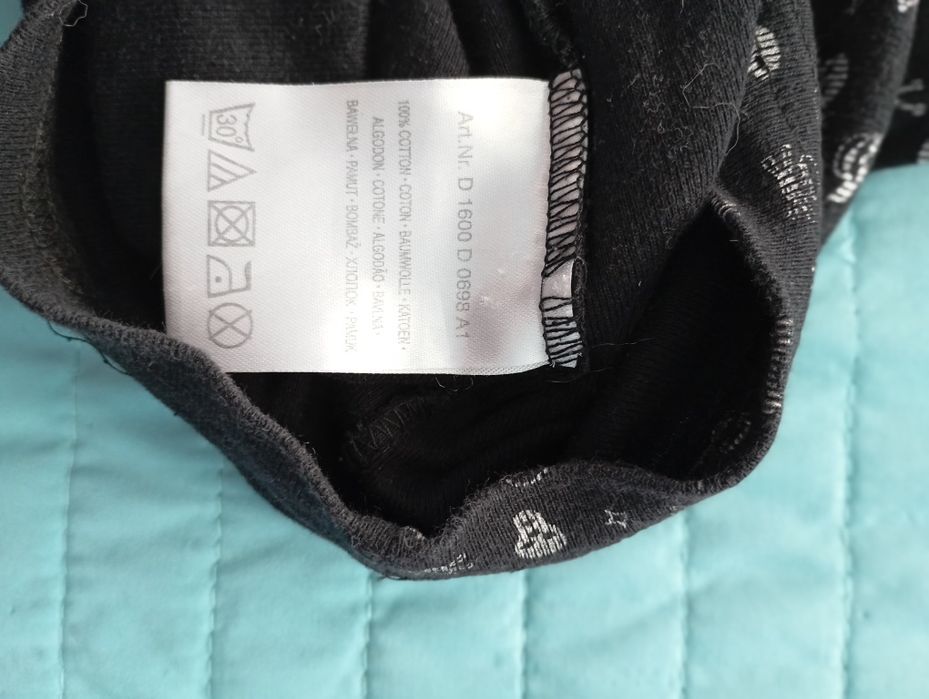 Art.Nr. D 1600 D 0698 A1
100% COTTON • COTON • BAUMWOLLE • KATOEN •
ALGODON • COTONE • ALGODÃO • BAVLNA •
BAWEŁNA • PAMUT • BOMBAŽ • ХЛОПОК • PAMUK
30°